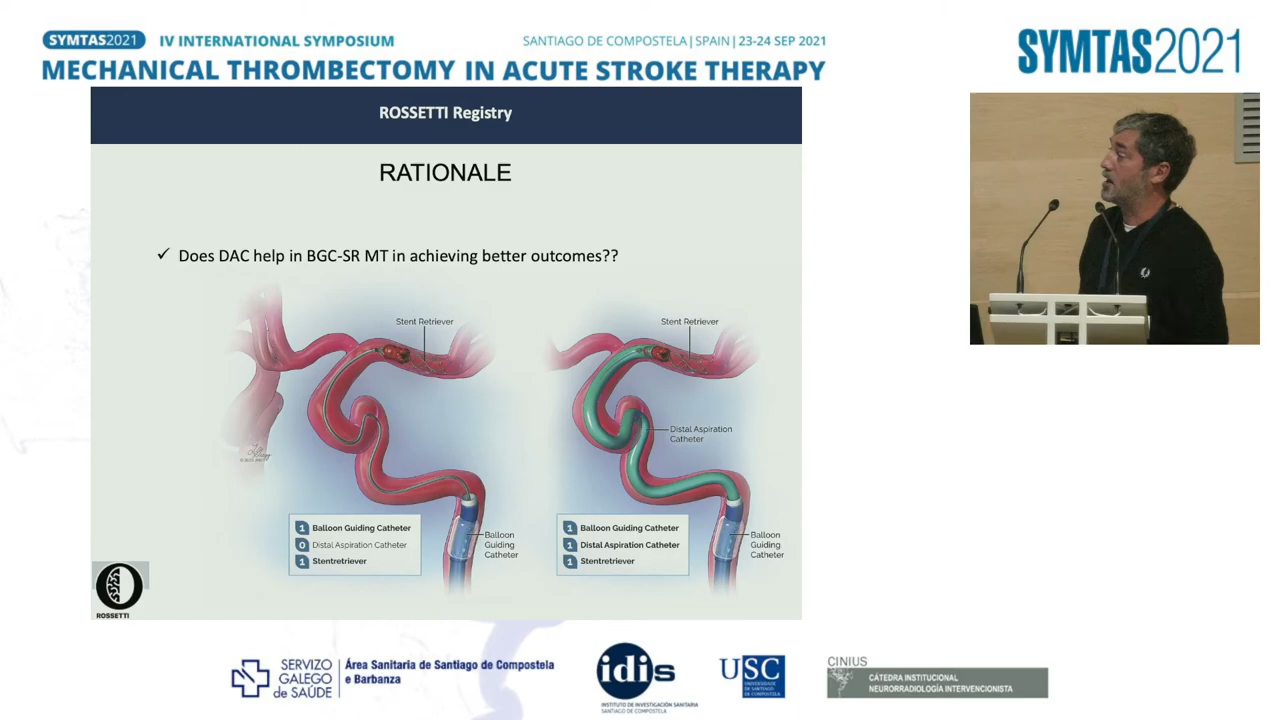 SYMTAS2021 IV INTERNATIONAL SYMPOSIUM
SANTIAGO DE COMPOSTELA | SPAIN | 23-24 SEP 2021
MECHANICAL THROMBECTOMY IN ACUTE STROKE THERAPY
SYMTAS2021
ROSSETTI Registry
RATIONALE
✓ Does DAC help in BGC-SR MT in achieving better outcomes??
Stent Retriever
1 Balloon Guiding Catheter
0 Distal Aspiration Catheter
1 Stentretriever
Balloon
Guiding
Catheter
Stent Retriever
Distal Aspiration
Catheter
1 Balloon Guiding Catheter
1 Distal Aspiration Catheter
1 Stentretriever
Balloon
Guiding
Catheter
ROSSETTI
SERVIZO
GALEGO
de SAÚDE
Área Sanitaria de Santiago de Compostela
e Barbanza
idis
INSTITUTO DE INVESTIGACIÓN SANITARIA
SANTIAGO DE COMPOSTELA
USC
UNIVERSIDADE
DE SANTIAGO
DE COMPOSTELA
CINIUS
CÁTEDRA INSTITUCIONAL
NEURORRADIOLOGÍA INTERVENCIONISTA